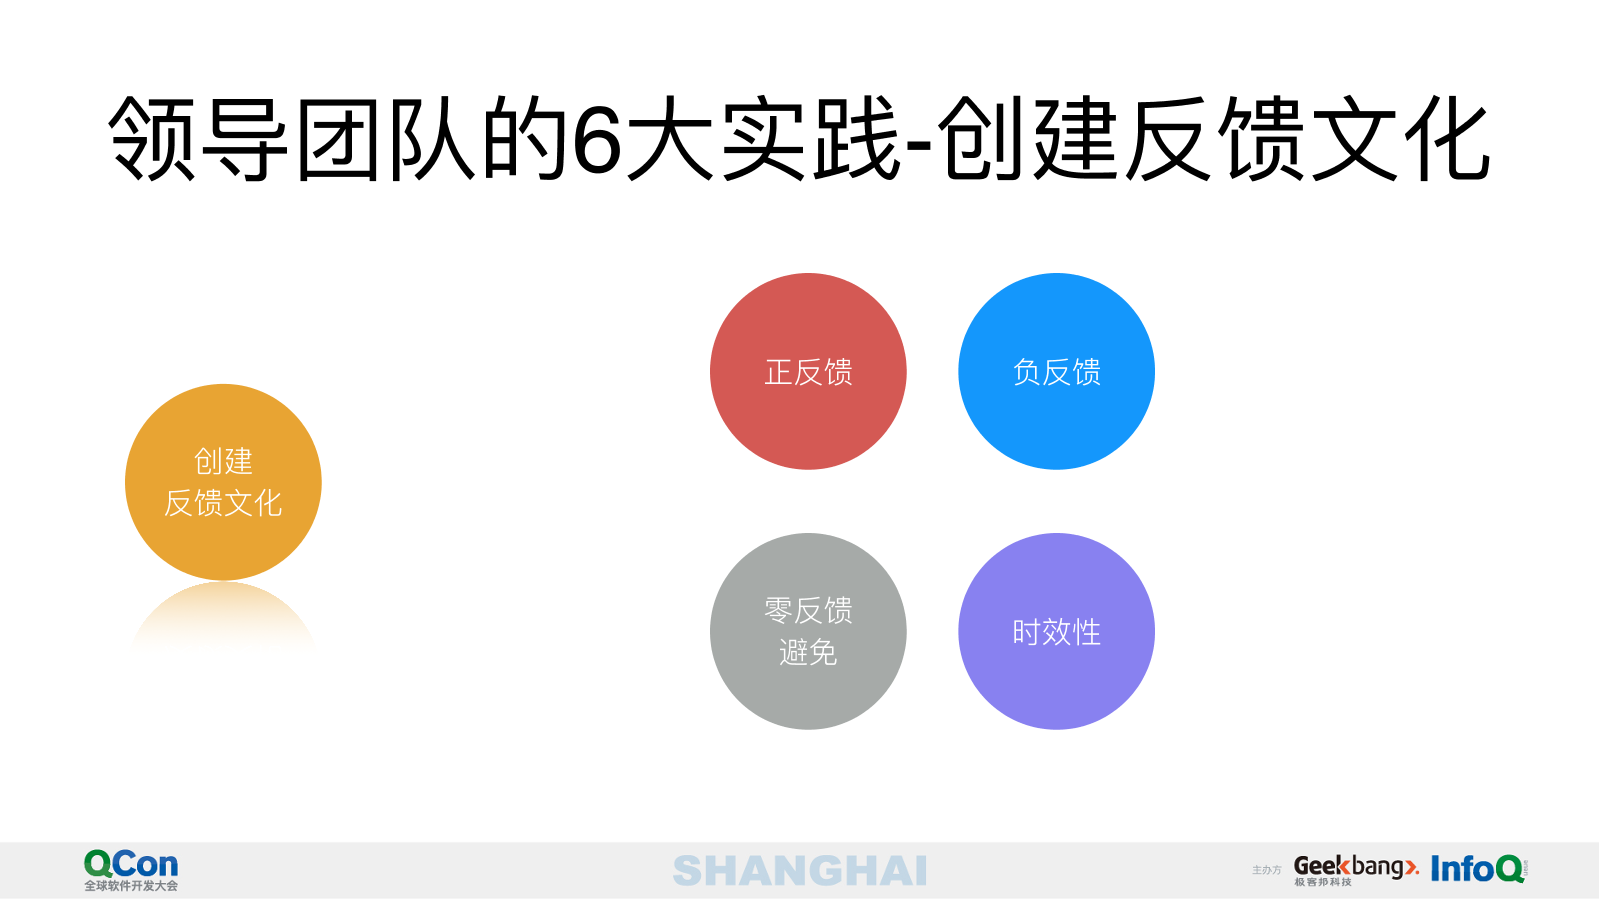 领导团队的6大实践-创建反馈文化
正反馈
负反馈
创建
反馈文化
零反馈
避免
时效性
QCon
全球软件开发大会
SHANGHAI
主办方
Geekbang>.
极客邦科技
InfoQ